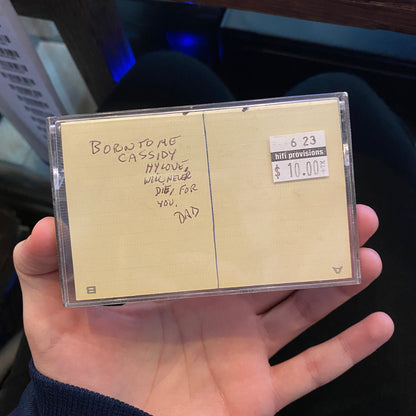 BORN TO ME
CASSIDY
MY LOVE,
WILL NEVER
DIE, FOR
YOU.
DAD
6 23
hifi provisions
$ 10.00
B
A